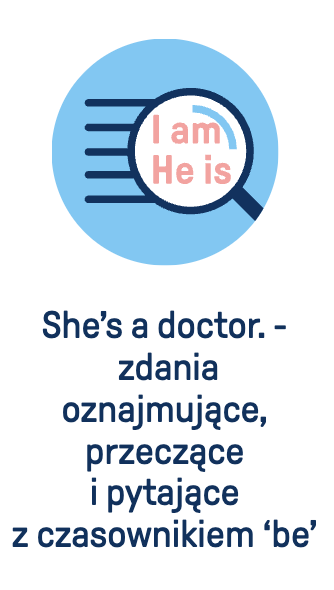 I am
He is
She’s a doctor. -
zdania
oznajmujące,
przeczące
i pytające
z czasownikiem ‘be’